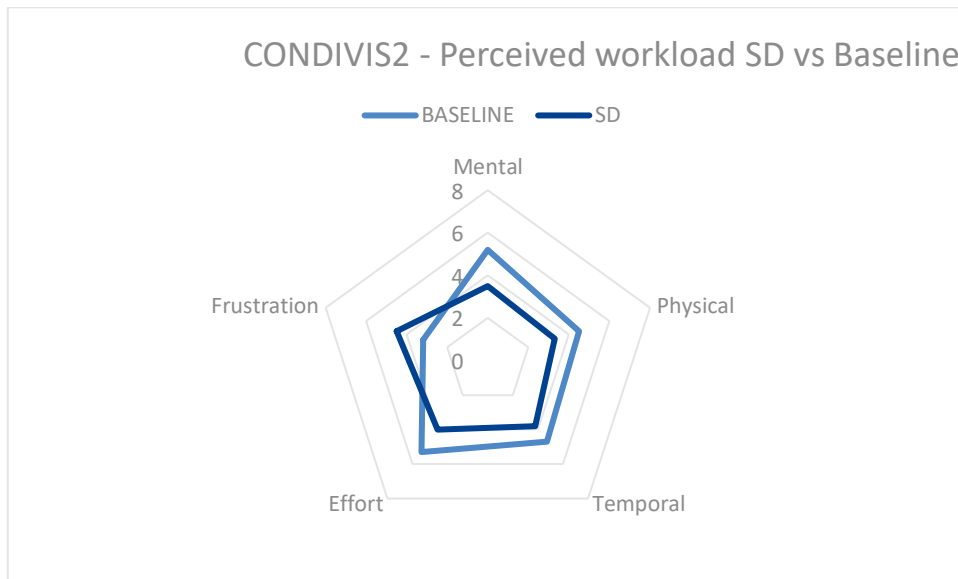 CONDIVIS2 - Perceived workload SD vs Baseline
BASELINE SD
Mental
8
6
4
2
0
Physical
Temporal
Effort
Frustration